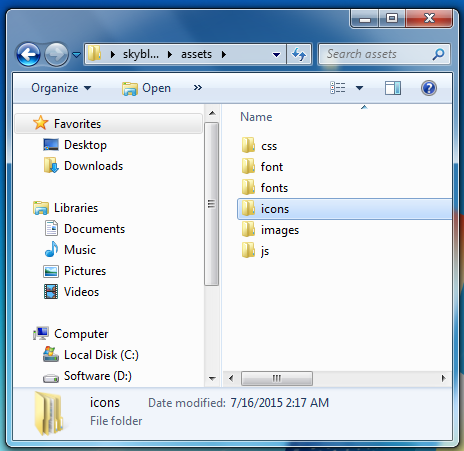 skybl... ▸ assets ▸
Search assets
Organize ▾ Open »
Name
Favorites
Desktop
Downloads
Libraries
Documents
Music
Pictures
Videos
Computer
Local Disk (C:)
Software (D:)
css
font
fonts
icons
images
js
icons Date modified: 7/16/2015 2:17 AM
File folder